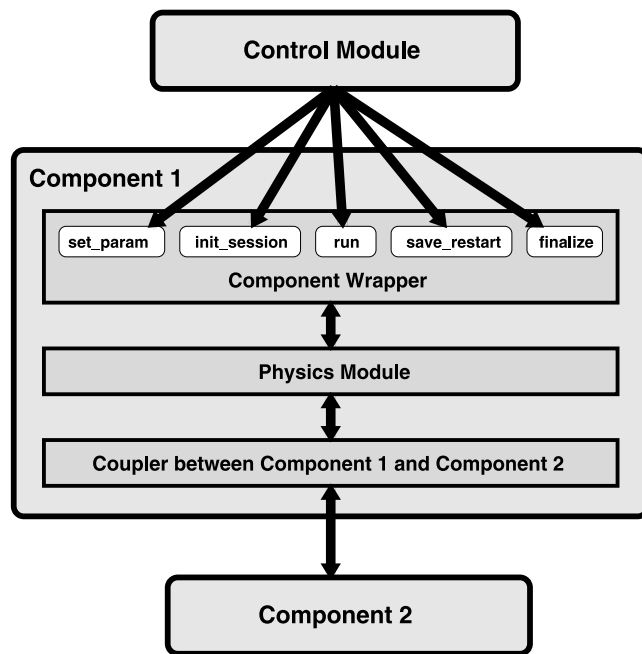 Control Module
Component 1
set_param init_session run save_restart finalize
Component Wrapper
Physics Module
Coupler between Component 1 and Component 2
Component 2